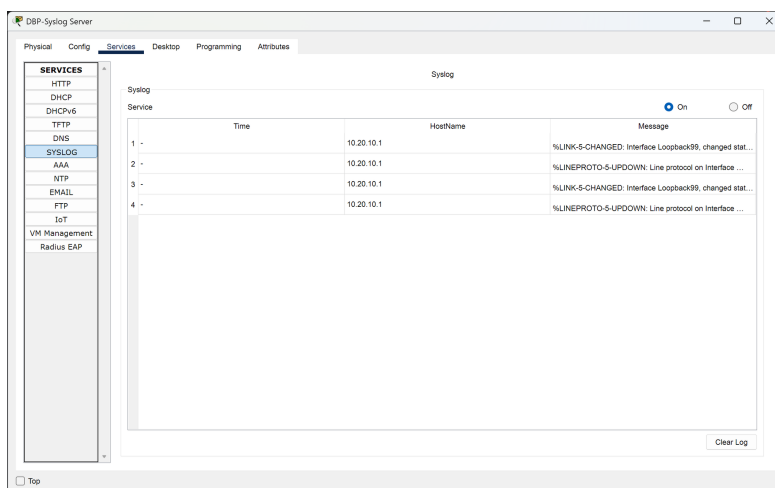 DBP-Syslog Server
Physical Config Services Desktop Programming Attributes
SERVICES
HTTP
DHCP
DHCPv6
TFTP
DNS
SYSLOG
AAA
NTP
EMAIL
FTP
IoT
VM Management
Radius EAP
Syslog
Syslog
Service On Off
Time HostName Message
1 - 10.20.10.1 %LINK-5-CHANGED: Interface Loopback99, changed stat...
2 - 10.20.10.1 %LINEPROTO-5-UPDOWN: Line protocol on Interface ...
3 - 10.20.10.1 %LINK-5-CHANGED: Interface Loopback99, changed stat...
4 - 10.20.10.1 %LINEPROTO-5-UPDOWN: Line protocol on Interface ...
Clear Log
Top